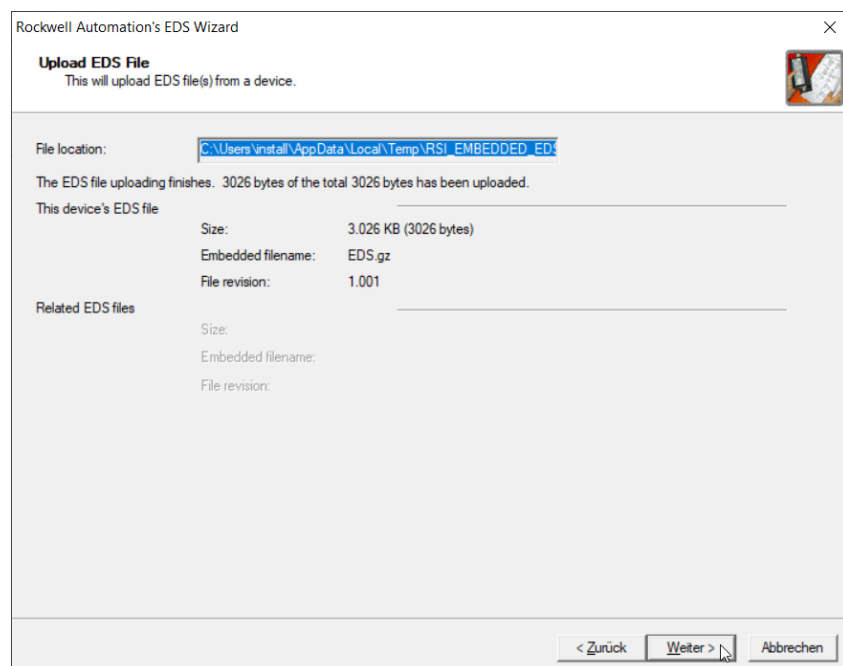 Rockwell Automation's EDS Wizard
Upload EDS File
This will upload EDS file(s) from a device.
File location: C:\Users\install\AppData\Local\Temp\RSI_EMBEDDED_EDS
The EDS file uploading finishes. 3026 bytes of the total 3026 bytes has been uploaded.
This device's EDS file
Size: 3.026 KB (3026 bytes)
Embedded filename: EDS.gz
File revision: 1.001
Related EDS files
Size:
Embedded filename:
File revision:
< Zurück Weiter > Abbrechen